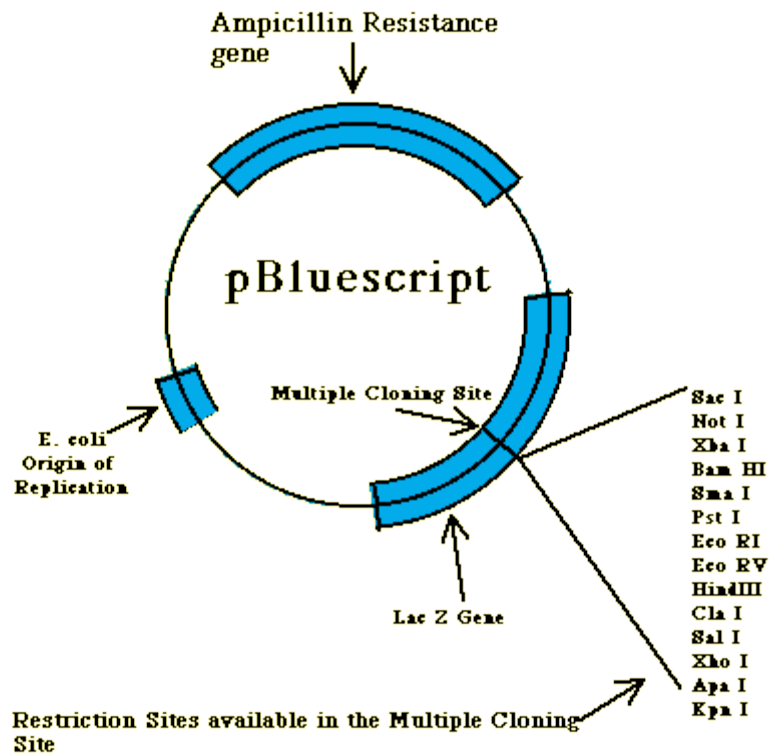 Ampicillin Resistance
gene
pBluescript
Multiple Cloning Site
E. coli
Origin of
Replication
Lac Z Gene
Sac I
Not I
Xba I
Bam HI
Sma I
Pst I
Eco RI
Eco RV
HindIII
Cla I
Sal I
Xho I
Apa I
Kpn I
Restriction Sites available in the Multiple Cloning
Site